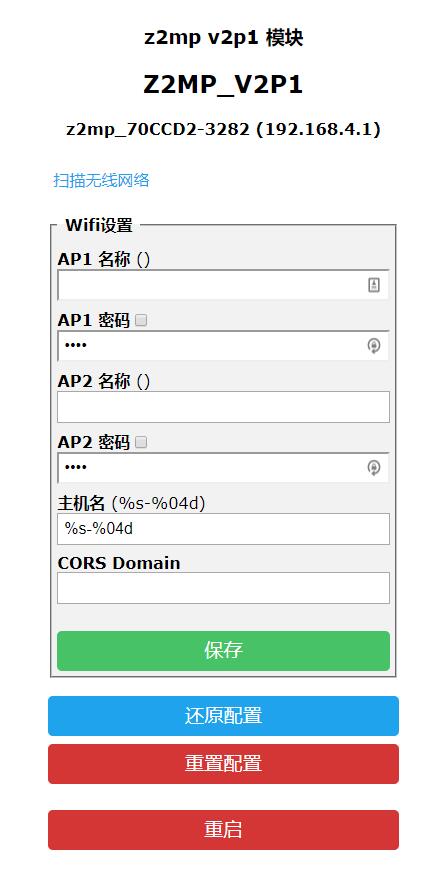 z2mp v2p1 模块
Z2MP_V2P1
z2mp_70CCD2-3282 (192.168.4.1)
扫描无线网络
Wifi设置
AP1 名称 ()
AP1 密码
••••
AP2 名称 ()
AP2 密码
••••
主机名 (%s-%04d)
%s-%04d
CORS Domain
保存
还原配置
重置配置
重启